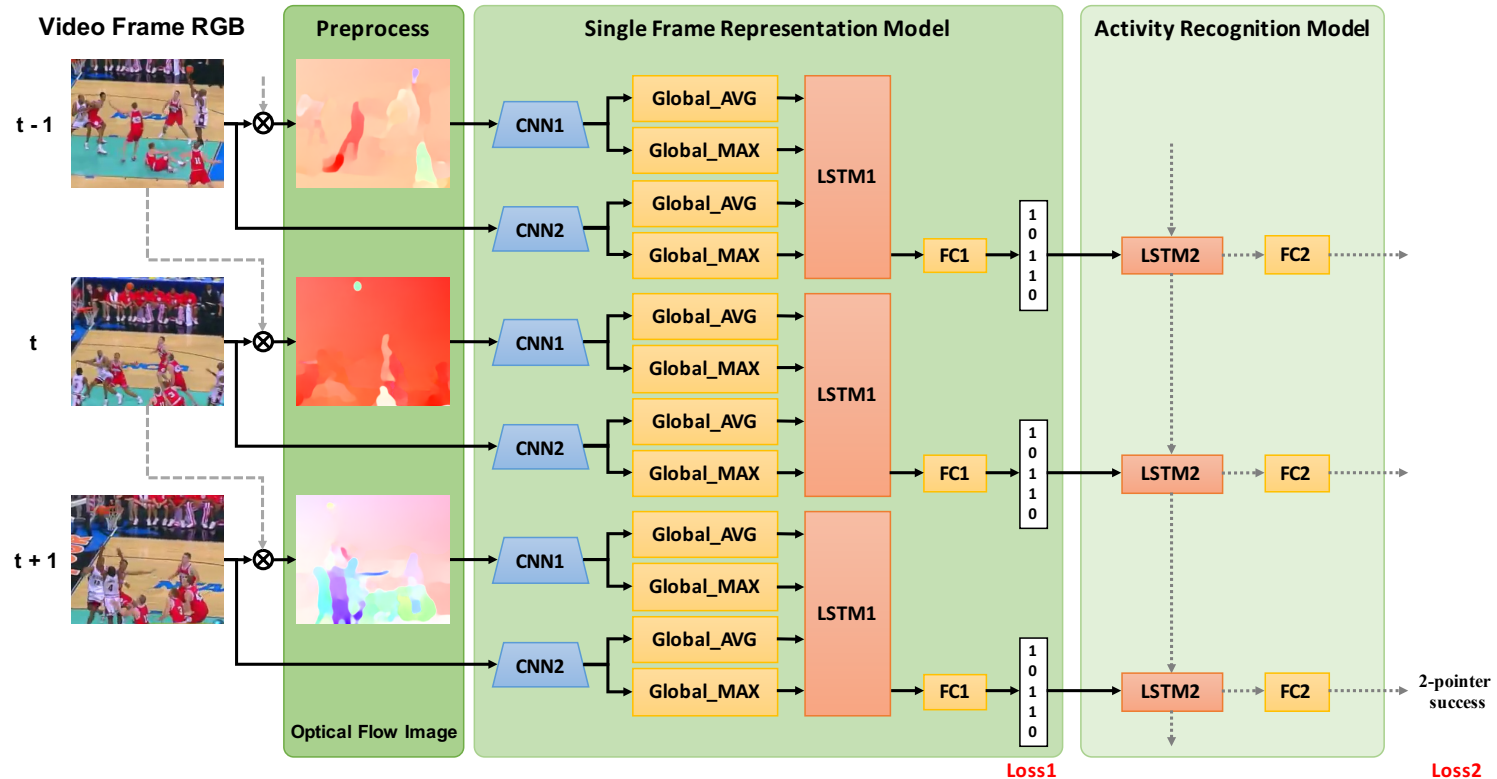 Video Frame RGB
Preprocess
Single Frame Representation Model
Activity Recognition Model
t - 1
CNN1
Global_AVG
Global_MAX
CNN2
Global_AVG
Global_MAX
LSTM1
FC1
1
0
1
1
0
LSTM2
FC2
t
CNN1
Global_AVG
Global_MAX
CNN2
Global_AVG
Global_MAX
LSTM1
FC1
1
0
1
1
0
LSTM2
FC2
t + 1
CNN1
Global_AVG
Global_MAX
CNN2
Global_AVG
Global_MAX
LSTM1
FC1
1
0
1
1
0
LSTM2
FC2
2-pointer
success
Optical Flow Image
Loss1
Loss2